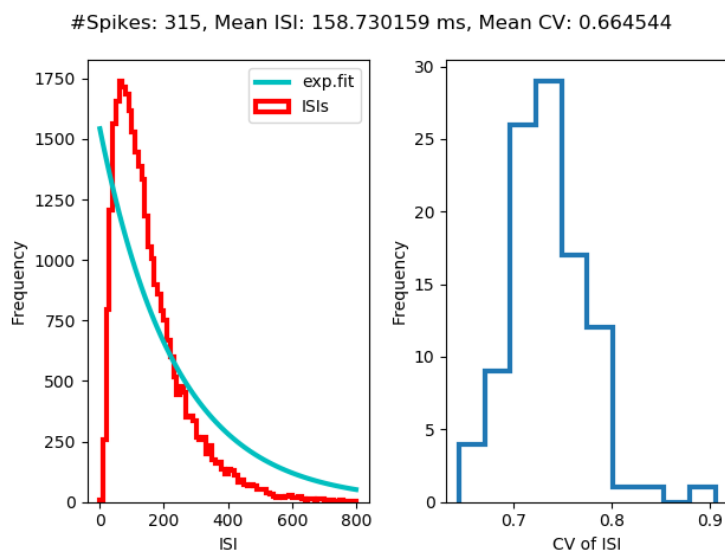 #Spikes: 315, Mean ISI: 158.730159 ms, Mean CV: 0.664544
1750
1500
1250
1000
750
500
250
0
Frequency
exp.fit
ISIs
0 200 400 600 800
ISI
30
25
20
15
10
5
0
Frequency
0.7 0.8 0.9
CV of ISI